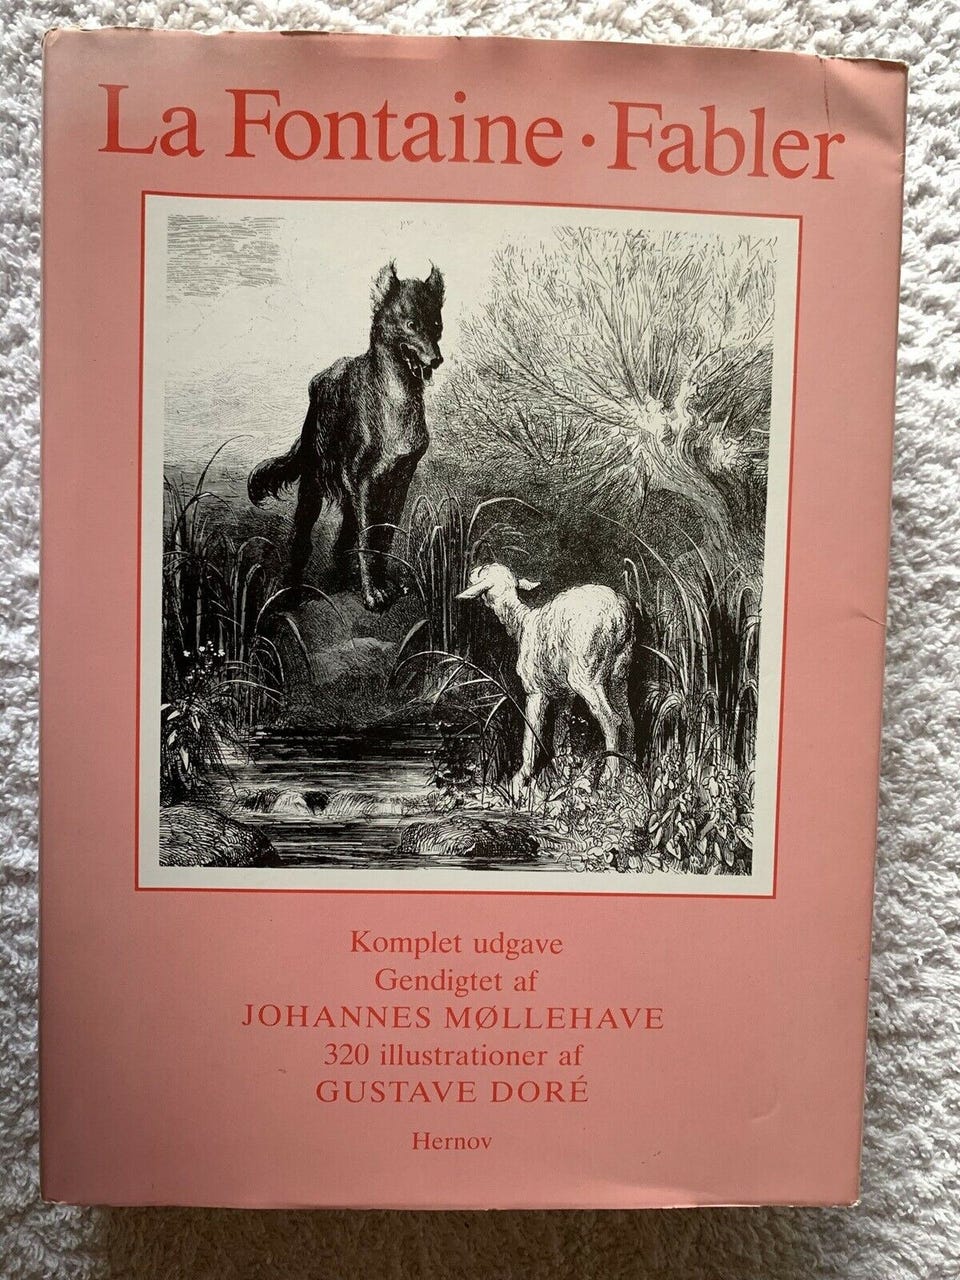 La Fontaine · Fabler
Komplet udgave
Gendigtet af
JOHANNES MØLLEHAVE
320 illustrationer af
GUSTAVE DORÉ
Hernov